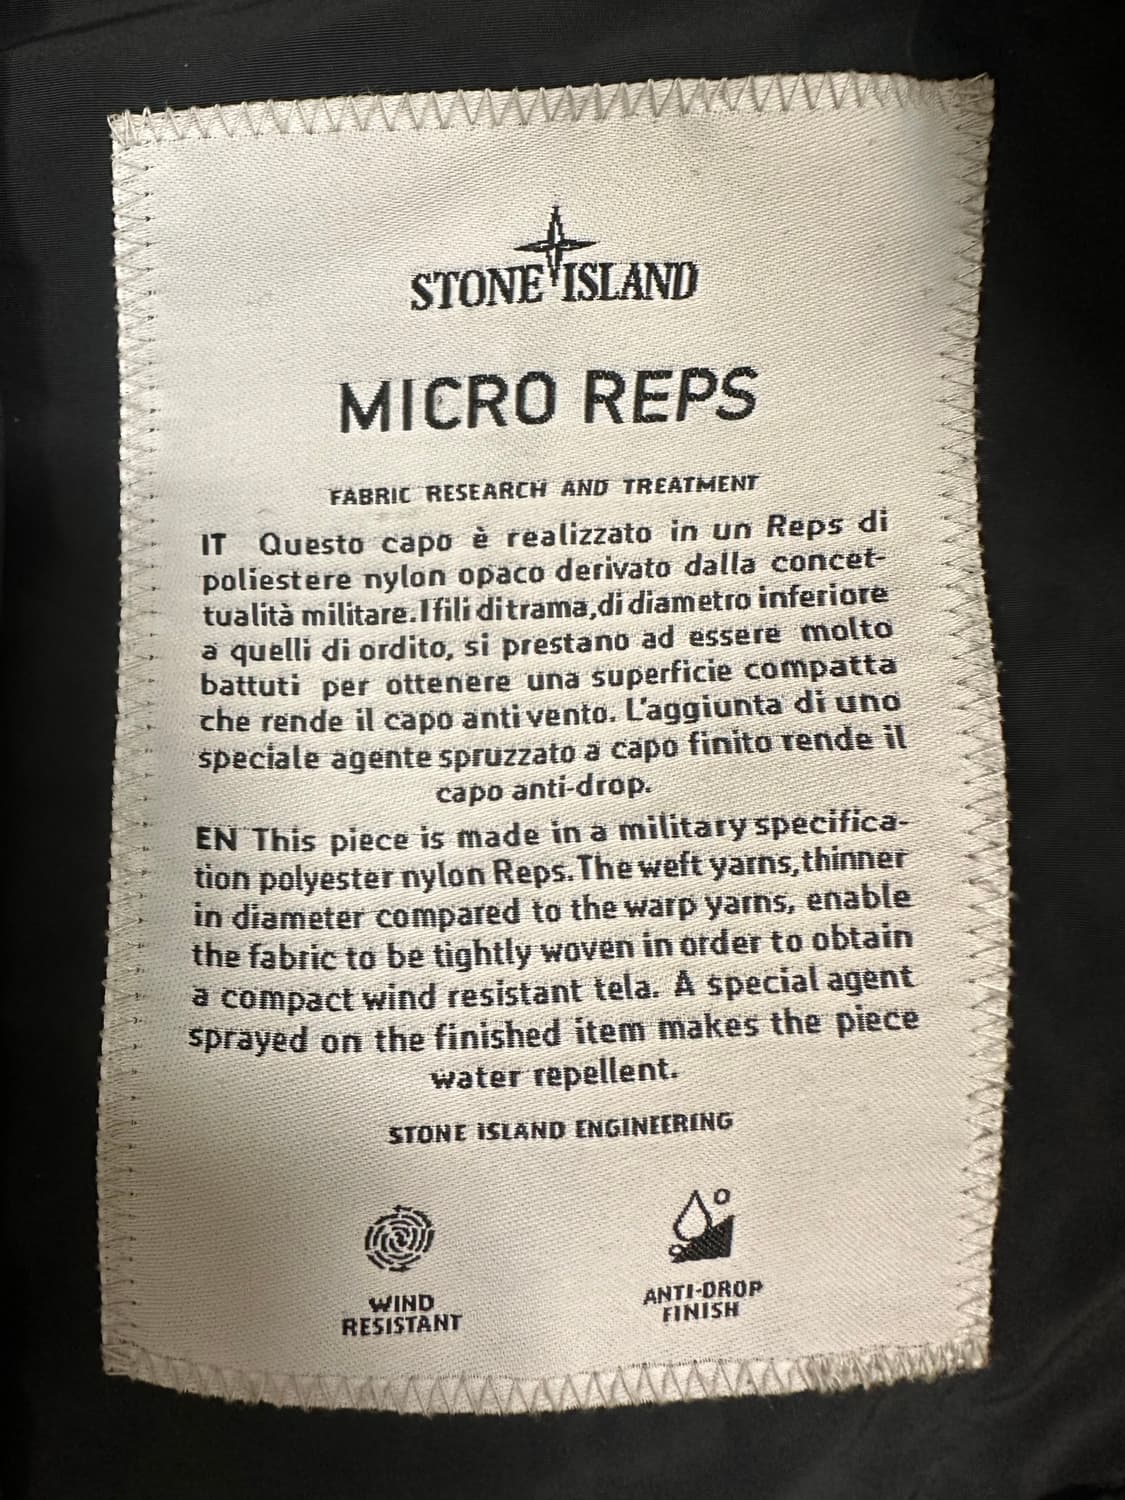 STONE ISLAND
MICRO REPS
FABRIC RESEARCH AND TREATMENT
IT Questo capo è realizzato in un Reps di
poliestere nylon opaco derivato dalla concet-
tualità militare. I fili di trama, di diametro inferiore
a quelli di ordito, si prestano ad essere molto
battuti per ottenere una superficie compatta
che rende il capo antivento. L'aggiunta di uno
speciale agente spruzzato a capo finito rende il
capo anti-drop.
EN This piece is made in a military specifica-
tion polyester nylon Reps. The weft yarns, thinner
in diameter compared to the warp yarns, enable
the fabric to be tightly woven in order to obtain
a compact wind resistant tela. A special agent
sprayed on the finished item makes the piece
water repellent.
STONE ISLAND ENGINEERING
WIND
RESISTANT
ANTI-DROP
FINISH